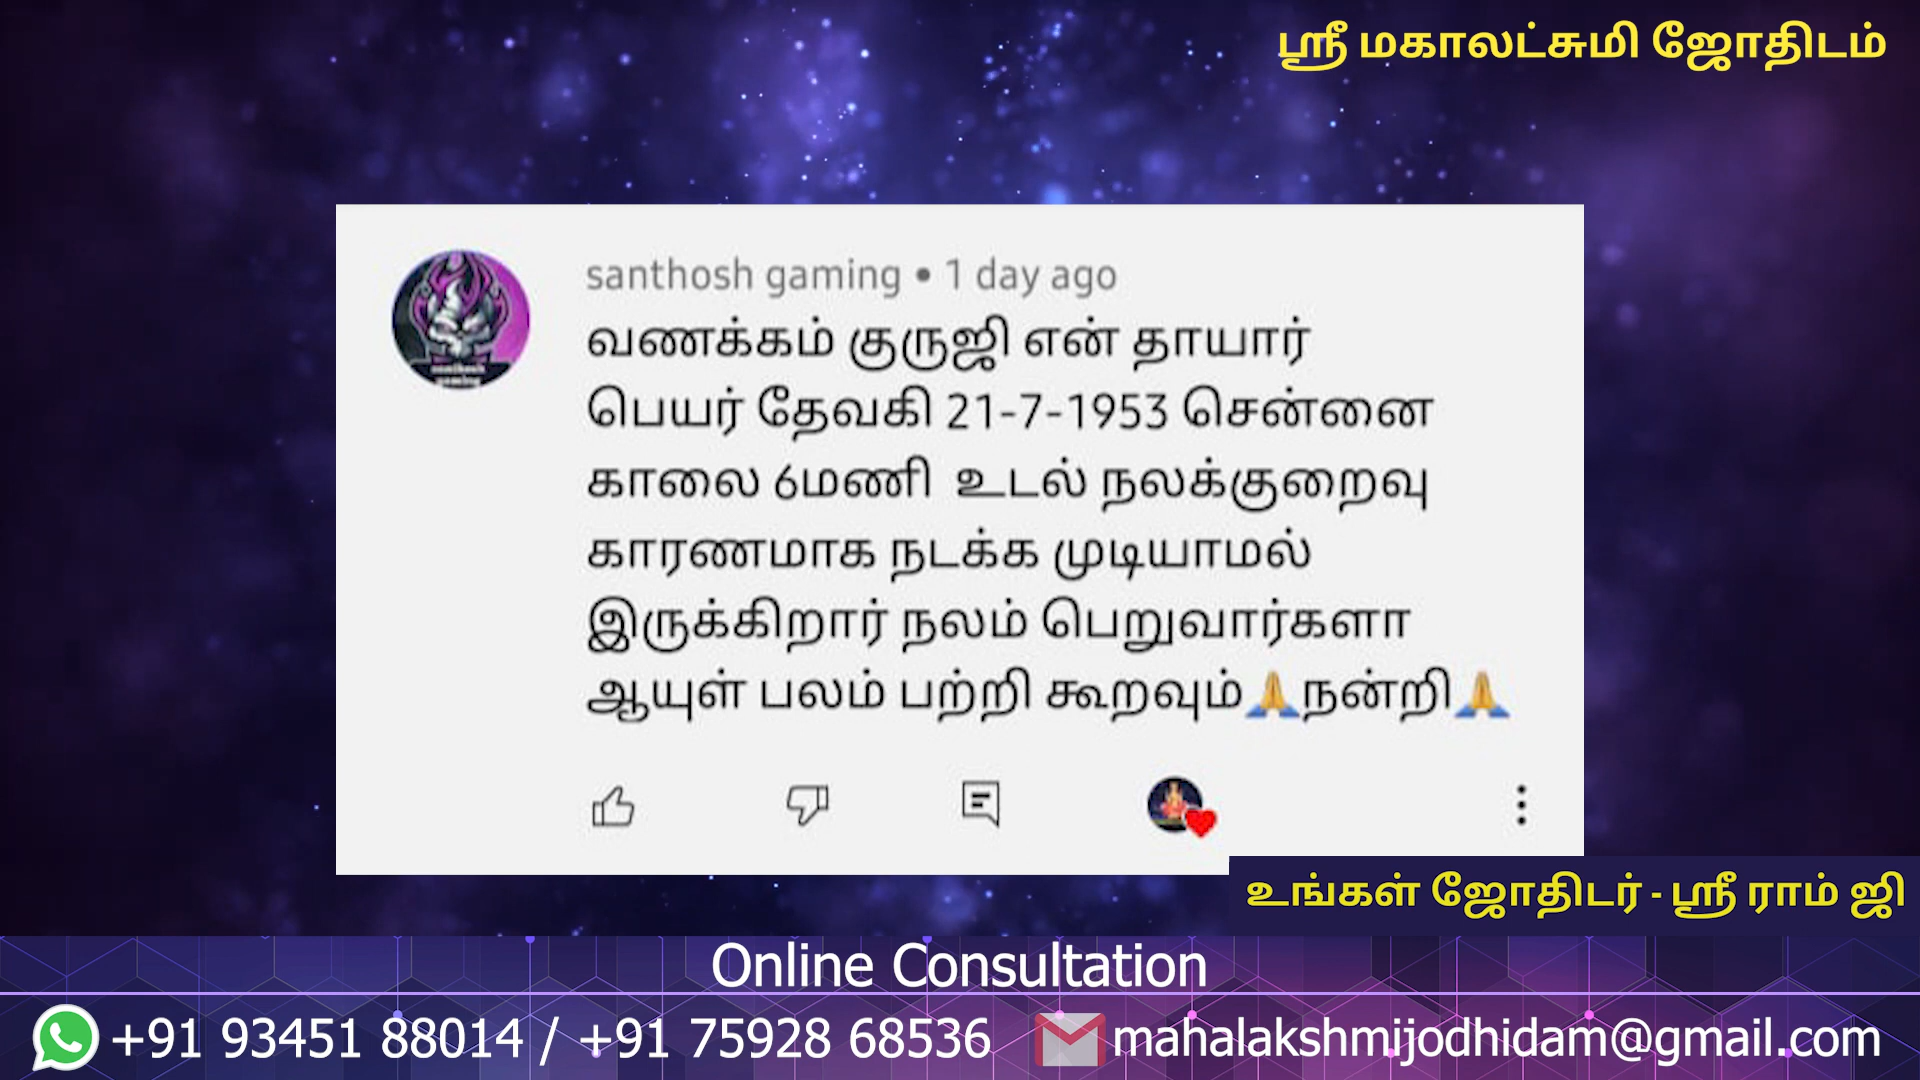 ஸ்ரீ மகாலட்சுமி ஜோதிடம்
santhosh gaming • 1 day ago
வணக்கம் குருஜி என் தாயார்
பெயர் தேவகி 21-7-1953 சென்னை
காலை 6மணி உடல் நலக்குறைவு
காரணமாக நடக்க முடியாமல்
இருக்கிறார் நலம் பெறுவார்களா
ஆயுள் பலம் பற்றி கூறவும்🙏நன்றி🙏
உங்கள் ஜோதிடர் - ஸ்ரீ ராம் ஜி
Online Consultation
+91 93451 88014 / +91 75928 68536 mahalakshmijodhidam@gmail.com